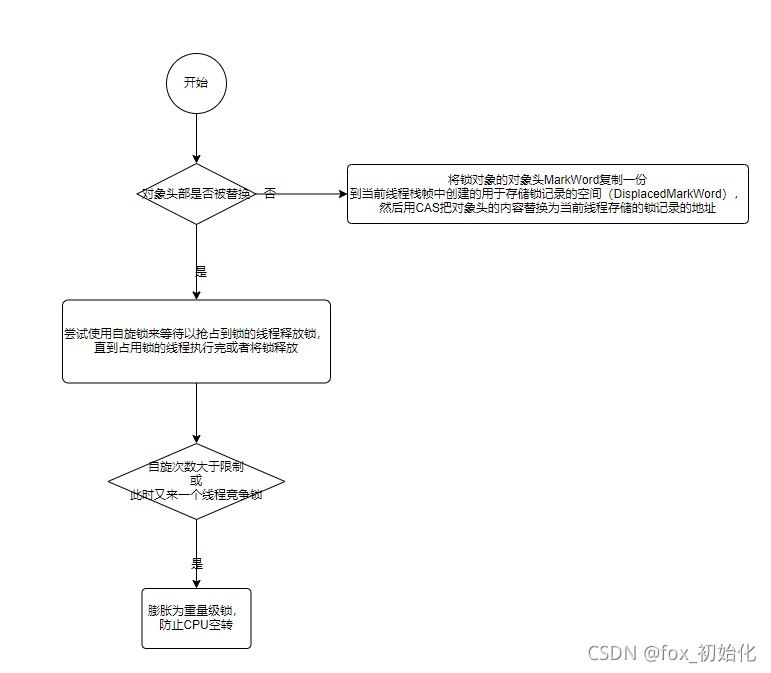 开始
对象头部是否被替换
否
将锁对象的对象头MarkWord复制一份
到当前线程栈帧中创建的用于存储锁记录的空间（DisplacedMarkWord），
然后用CAS把对象头的内容替换为当前线程存储的锁记录的地址
是
尝试使用自旋锁来等待以抢占到锁的线程释放锁，
直到占用锁的线程执行完或者将锁释放
自旋次数大于限制
或
此时又来一个线程竞争锁
是
膨胀为重量级锁，
防止CPU空转
CSDN @fox_初始化